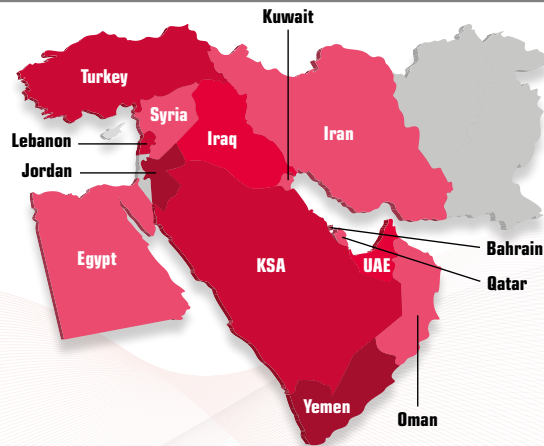 Kuwait
Turkey
Syria
Lebanon
Iraq
Iran
Jordan
Egypt
KSA
UAE
Bahrain
Qatar
Yemen
Oman